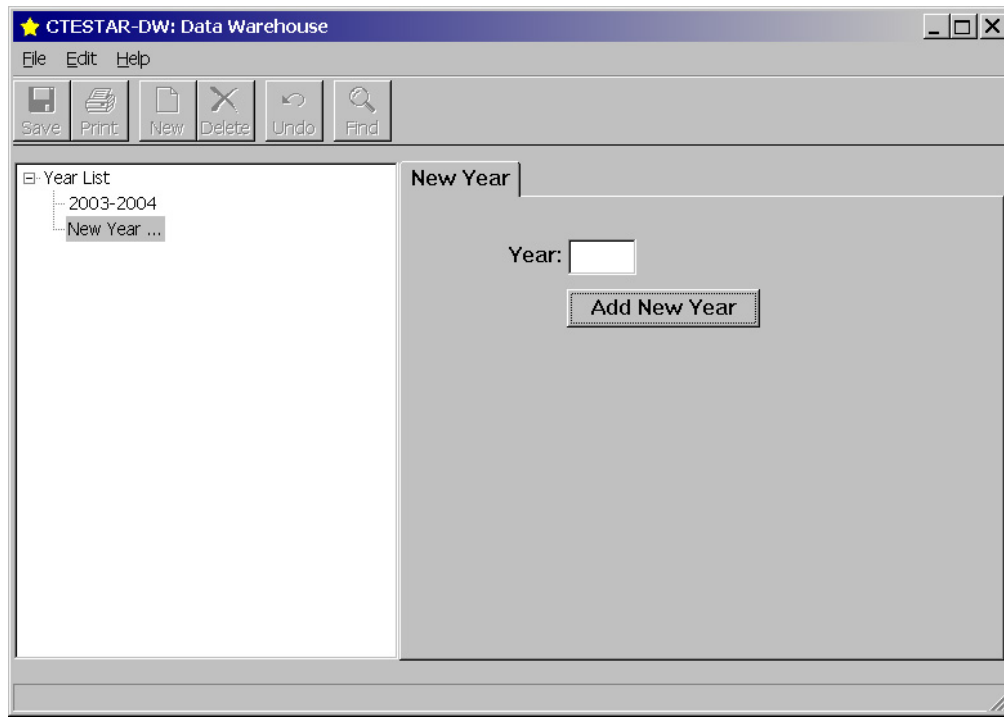 CTESTAR-DW: Data Warehouse
File Edit Help
Save Print New Delete Undo Find
Year List
2003-2004
New Year ...
New Year
Year:
Add New Year